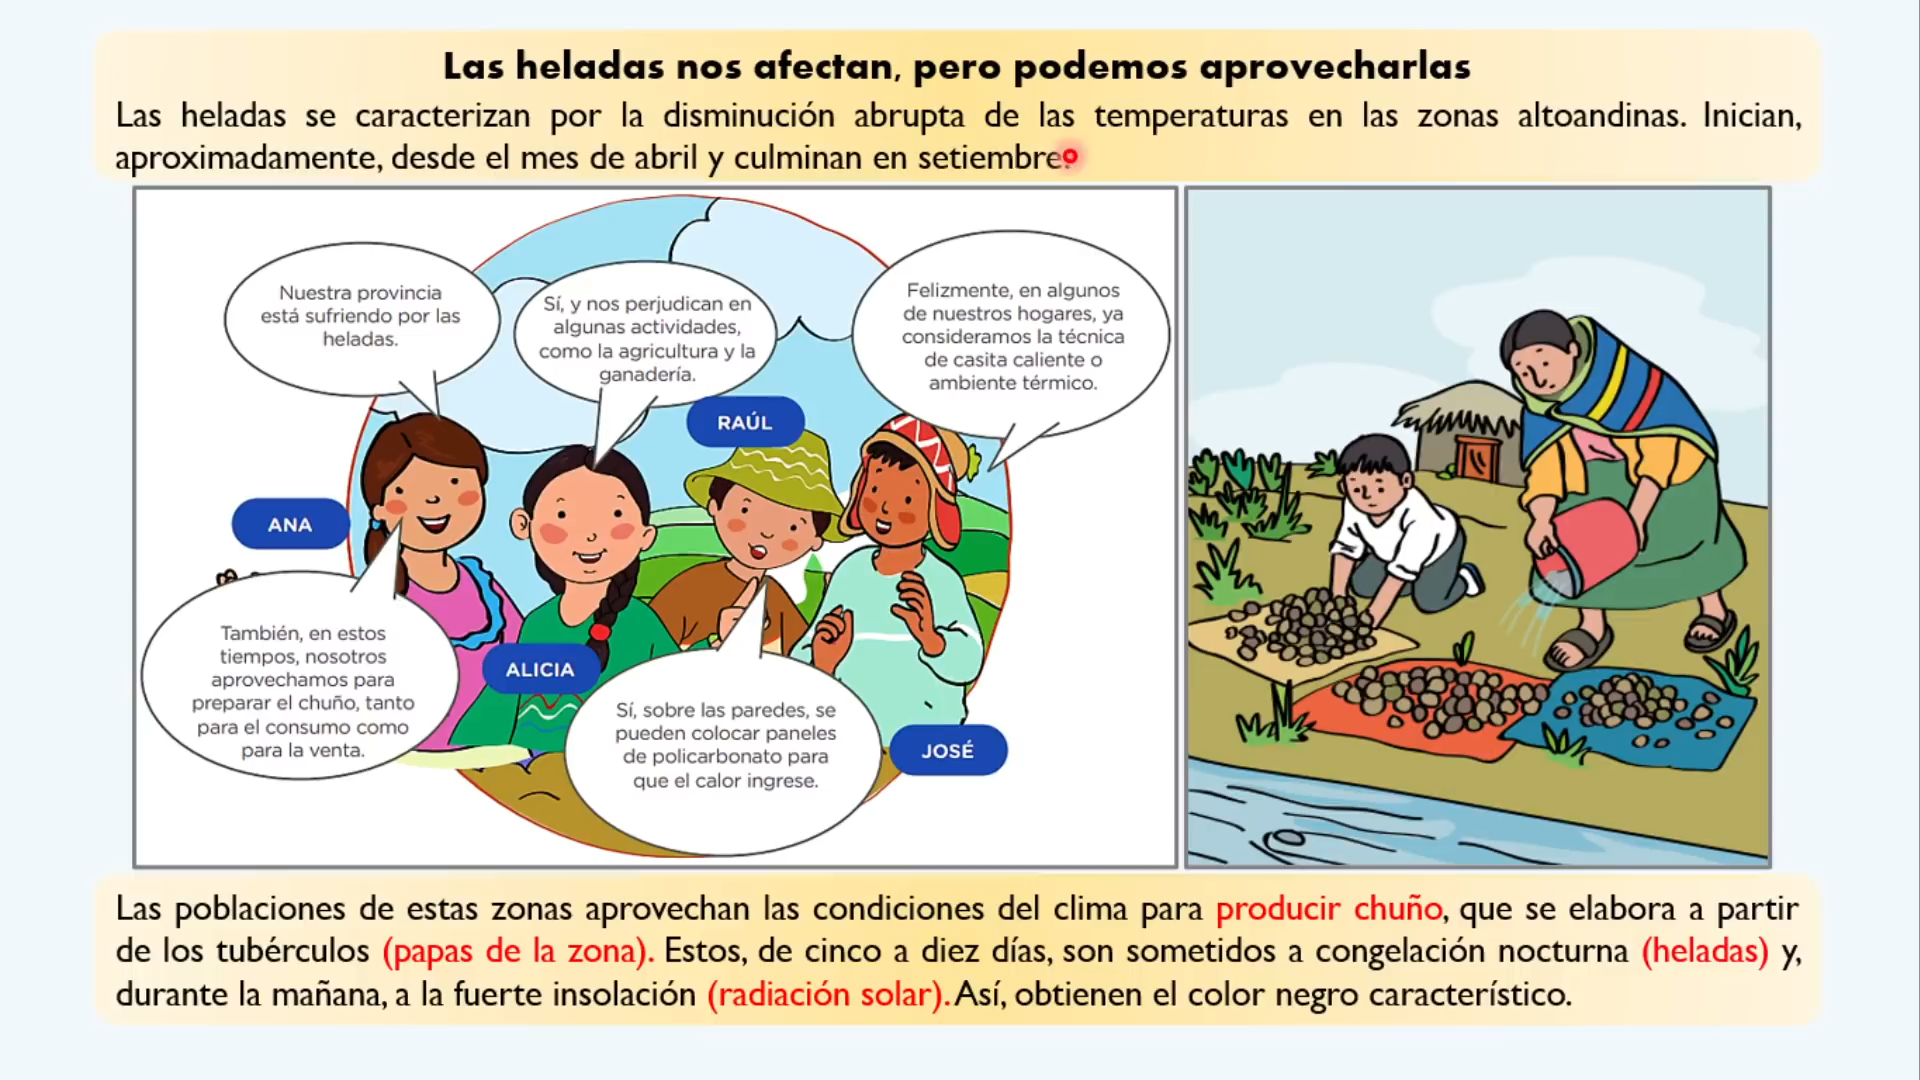 Las heladas nos afectan, pero podemos aprovecharlas
Las heladas se caracterizan por la disminución abrupta de las temperaturas en las zonas altoandinas. Inician,
aproximadamente, desde el mes de abril y culminan en setiembre.
Nuestra provincia
está sufriendo por las
heladas.
Sí, y nos perjudican en
algunas actividades,
como la agricultura y la
ganadería.
Felizmente, en algunos
de nuestros hogares, ya
consideramos la técnica
de casita caliente o
ambiente térmico.
RAÚL
ANA
También, en estos
tiempos, nosotros
aprovechamos para
preparar el chuño, tanto
para el consumo como
para la venta.
ALICIA
Sí, sobre las paredes, se
pueden colocar paneles
de policarbonato para
que el calor ingrese.
JOSÉ
Las poblaciones de estas zonas aprovechan las condiciones del clima para producir chuño, que se elabora a partir
de los tubérculos (papas de la zona). Estos, de cinco a diez días, son sometidos a congelación nocturna (heladas) y,
durante la mañana, a la fuerte insolación (radiación solar). Así, obtienen el color negro característico.